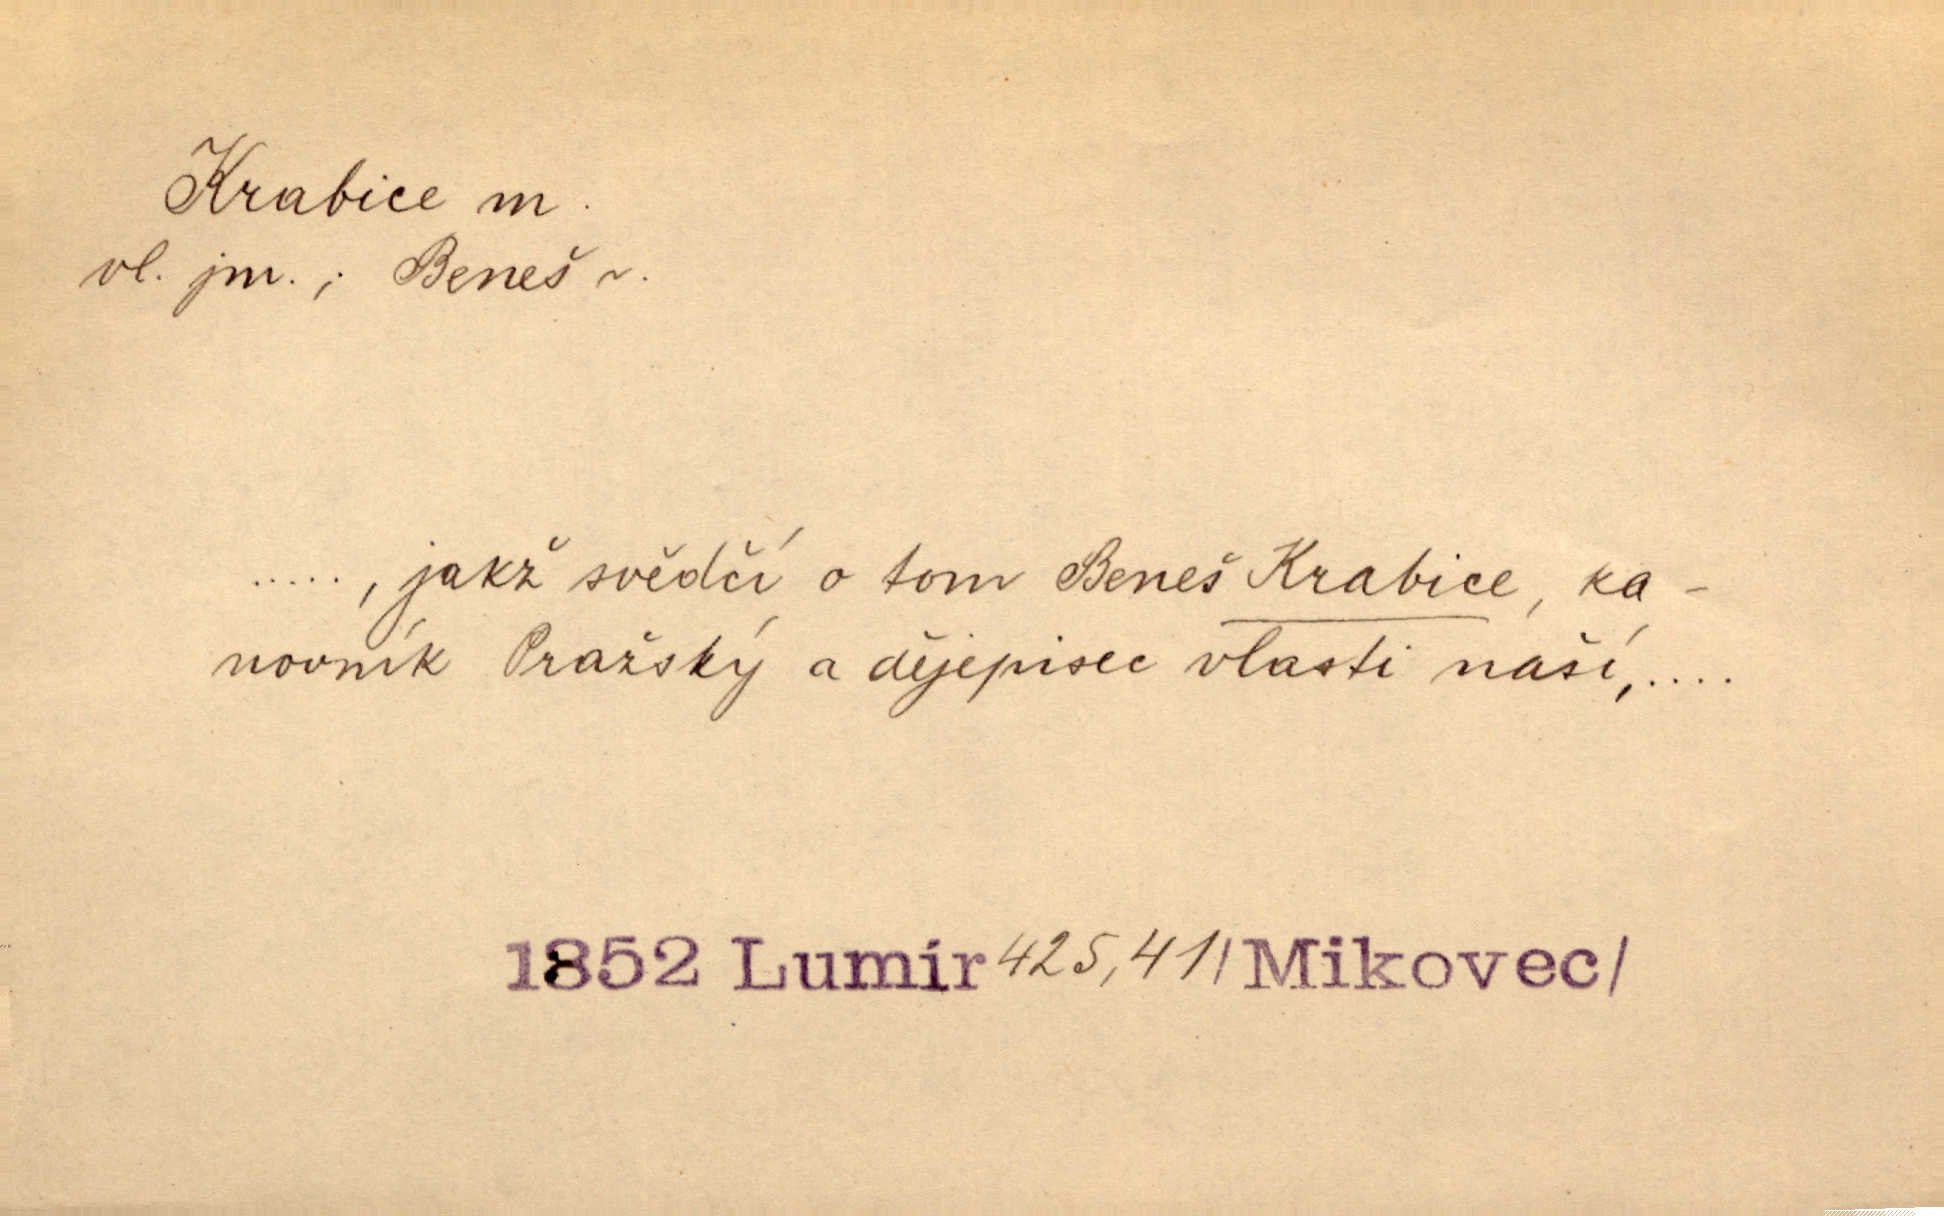 Krabice m.
vl. jm.; Beneš ~.
....., jakž svědčí o tom Beneš Krabice, ka-
novník Pražský a dějepisec vlasti naší,....
1852 Lumír 425,41/Mikovec/